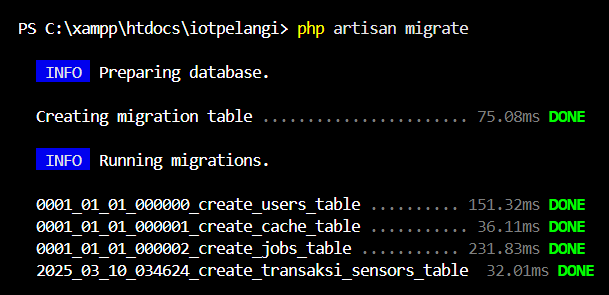 PS C:\xampp\htdocs\iotpelangi> php artisan migrate
INFO Preparing database.
Creating migration table ....................... 75.08ms DONE
INFO Running migrations.
0001_01_01_000000_create_users_table .......... 151.32ms DONE
0001_01_01_000001_create_cache_table ........... 36.11ms DONE
0001_01_01_000002_create_jobs_table ........... 231.83ms DONE
2025_03_10_034624_create_transaksi_sensors_table  32.01ms DONE